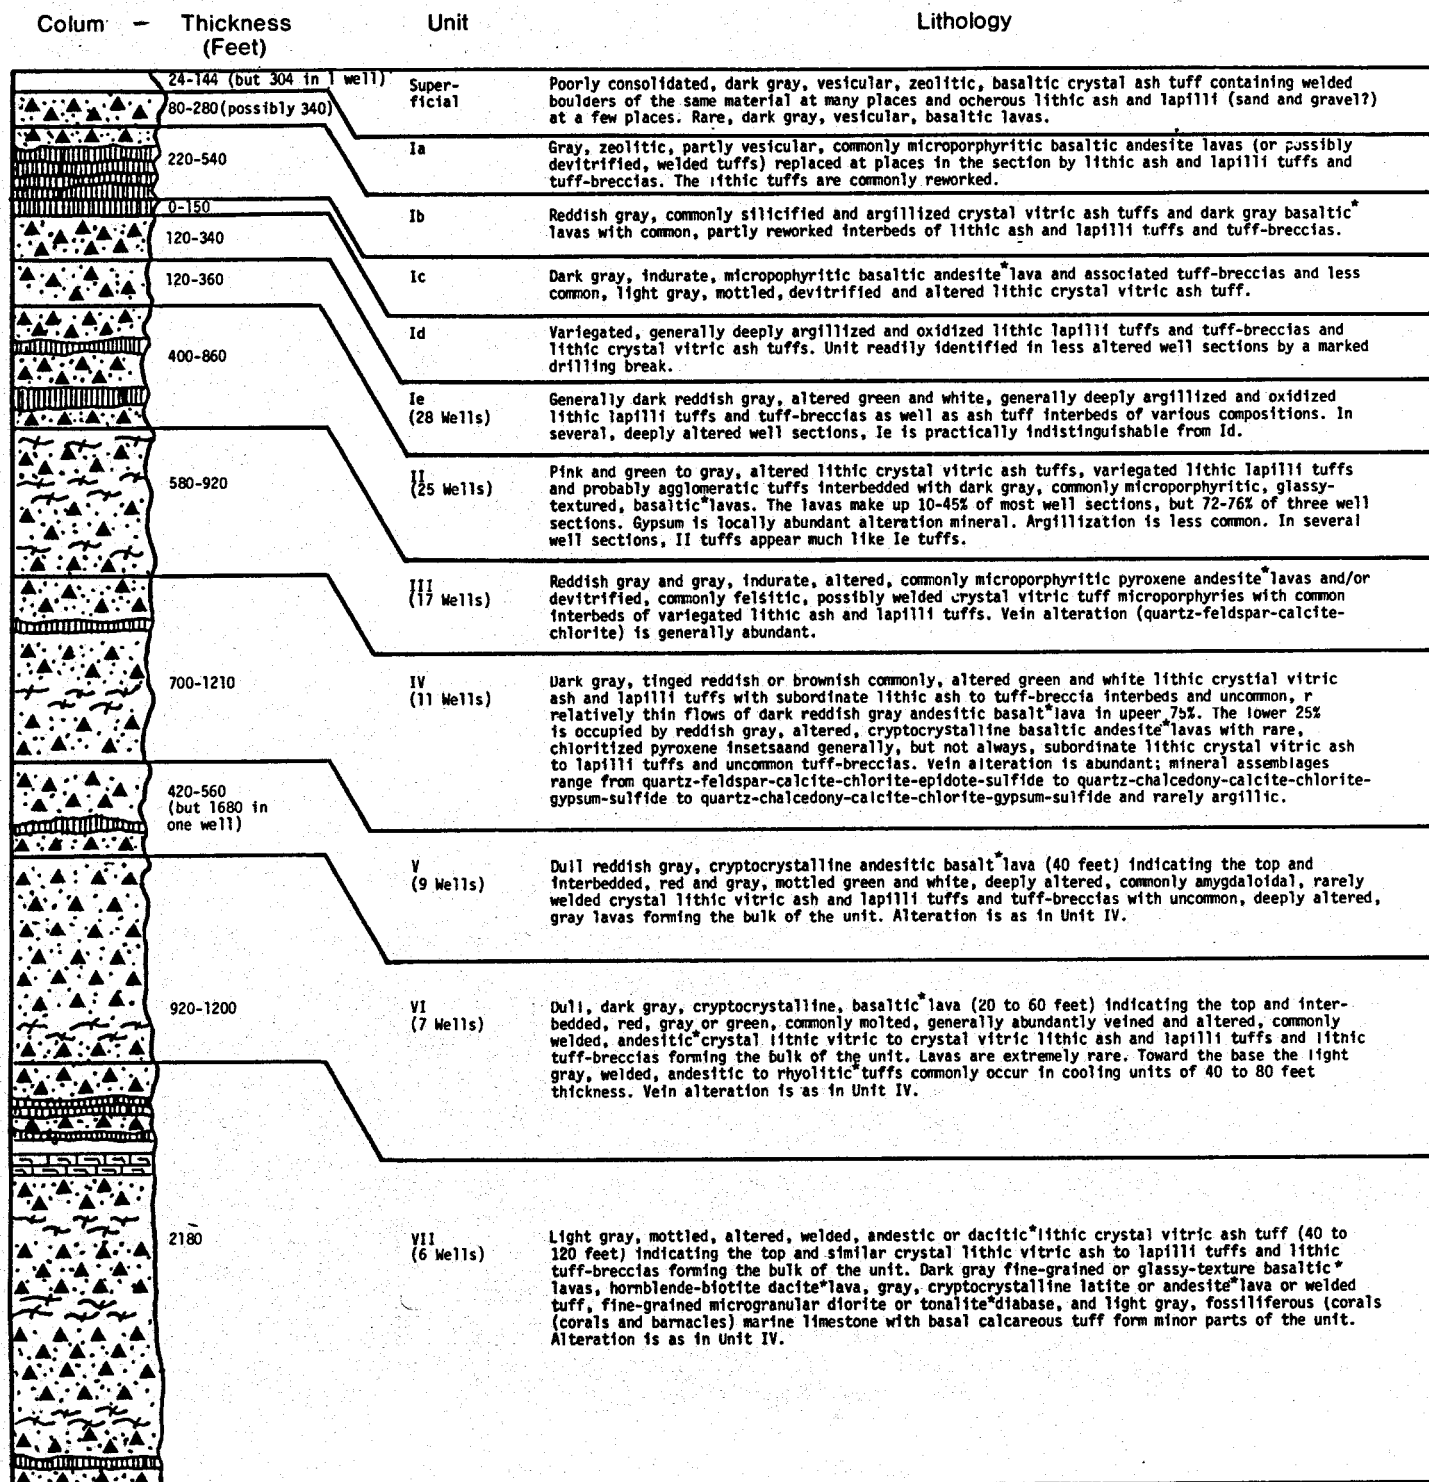 Colum - Thickness (Feet) Unit Lithology
24-144 (but 304 in 1 well)
Super-
ficial
Poorly consolidated, dark gray, vesicular, zeolitic, basaltic crystal ash tuff containing welded
boulders of the same material at many places and ocherous lithic ash and lapilli (sand and gravel?)
at a few places. Rare, dark gray, vesicular, basaltic lavas.
80-280(possibly 340)
Ia
Gray, zeolitic, partly vesicular, commonly microporphyritic basaltic andesite lavas (or possibly
devitrified, welded tuffs) replaced at places in the section by lithic ash and lapilli tuffs and
tuff-breccias. The lithic tuffs are commonly reworked.
220-540
Ib
Reddish gray, commonly silicified and argillized crystal vitric ash tuffs and dark gray basaltic*
lavas with common, partly reworked interbeds of lithic ash and lapilli tuffs and tuff-breccias.
0-150
Ic
Dark gray, indurate, micropophyritic basaltic andesite*lava and associated tuff-breccias and less
common, light gray, mottled, devitrified and altered lithic crystal vitric ash tuff.
120-340
Id
Variegated, generally deeply argillized and oxidized lithic lapilli tuffs and tuff-breccias and
lithic crystal vitric ash tuffs. Unit readily identified in less altered well sections by a marked
drilling break.
120-360
Ie
(28 Wells)
Generally dark reddish gray, altered green and white, generally deeply argillized and oxidized
lithic lapilli tuffs and tuff-breccias as well as ash tuff interbeds of various compositions. In
several, deeply altered well sections, Ie is practically indistinguishable from Id.
400-860
II
(25 Wells)
Pink and green to gray, altered lithic crystal vitric ash tuffs, variegated lithic lapilli tuffs
and probably agglomeratic tuffs interbedded with dark gray, commonly microporphyritic, glassy-
textured, basaltic*lavas. The lavas make up 10-45% of most well sections, but 72-76% of three well
sections. Gypsum is locally abundant alteration mineral. Argillization is less common. In several
well sections, II tuffs appear much like Ie tuffs.
580-920
III
(17 Wells)
Reddish gray and gray, indurate, altered, commonly microporphyritic pyroxene andesite*lavas and/or
devitrified, commonly felsitic, possibly welded crystal vitric tuff microporphyries with common
interbeds of variegated lithic ash and lapilli tuffs. Vein alteration (quartz-feldspar-calcite-
chlorite) is generally abundant.
700-1210
IV
(11 Wells)
Dark gray, tinged reddish or brownish commonly, altered green and white lithic crystial vitric
ash and lapilli tuffs with subordinate lithic ash to tuff-breccia interbeds and uncommon, r
relatively thin flows of dark reddish gray andesitic basalt*lava in upeer 75%. The lower 25%
is occupied by reddish gray, altered, cryptocrystalline basaltic andesite*lavas with rare,
chloritized pyroxene insetsaand generally, but not always, subordinate lithic crystal vitric ash
to lapilli tuffs and uncommon tuff-breccias. Vein alteration is abundant; mineral assemblages
range from quartz-feldspar-calcite-chlorite-epidote-sulfide to quartz-chalcedony-calcite-chlorite-
gypsum-sulfide to quartz-chalcedony-calcite-chlorite-gypsum-sulfide and rarely argillic.
420-560
(but 1680 in
one well)
V
(9 Wells)
Dull reddish gray, cryptocrystalline andesitic basalt*lava (40 feet) indicating the top and
interbedded, red and gray, mottled green and white, deeply altered, commonly amygdaloidal, rarely
welded crystal lithic vitric ash and lapilli tuffs and tuff-breccias with uncommon, deeply altered,
gray lavas forming the bulk of the unit. Alteration is as in Unit IV.
920-1200
VI
(7 Wells)
Dull, dark gray, cryptocrystalline, basaltic*lava (20 to 60 feet) indicating the top and inter-
bedded, red, gray or green, commonly molted, generally abundantly veined and altered, commonly
welded, andesitic*crystal lithic vitric to crystal vitric lithic ash and lapilli tuffs and lithic
tuff-breccias forming the bulk of the unit. Lavas are extremely rare. Toward the base the light
gray, welded, andesitic to rhyolitic*tuffs commonly occur in cooling units of 40 to 80 feet
thickness. Vein alteration is as in Unit IV.
2180
VII
(6 Wells)
Light gray, mottled, altered, welded, andestic or dacitic*lithic crystal vitric ash tuff (40 to
120 feet) indicating the top and similar crystal lithic vitric ash to lapilli tuffs and lithic
tuff-breccias forming the bulk of the unit. Dark gray fine-grained or glassy-texture basaltic*
lavas, hornblende-biotite dacite*lava, gray, cryptocrystalline latite or andesite*lava or welded
tuff, fine-grained microgranular diorite or tonalite*diabase, and light gray, fossiliferous (corals
(corals and barnacles) marine limestone with basal calcareous tuff form minor parts of the unit.
Alteration is as in Unit IV.